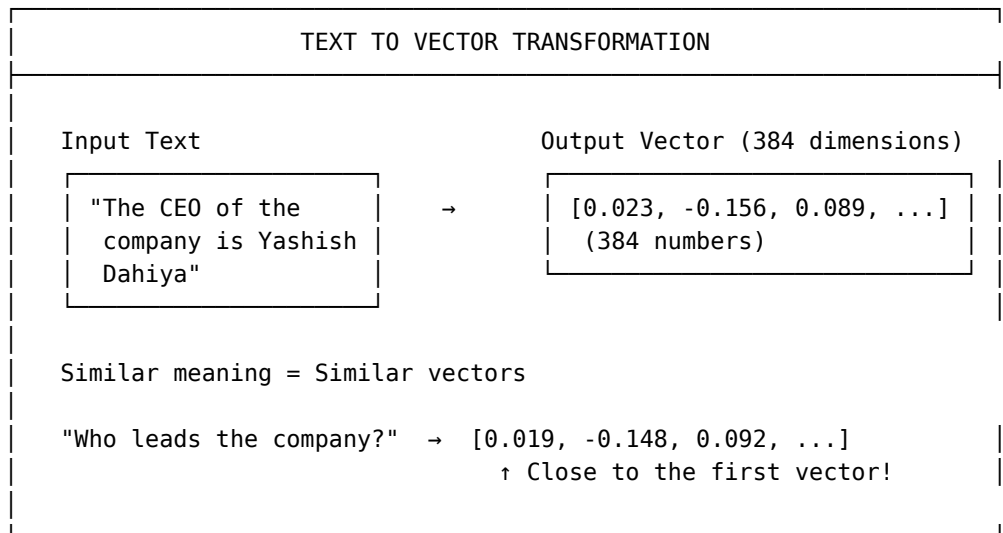 TEXT TO VECTOR TRANSFORMATION
Input Text Output Vector (384 dimensions)
"The CEO of the → [0.023, -0.156, 0.089, ...]
company is Yashish (384 numbers)
Dahiya"
Similar meaning = Similar vectors
"Who leads the company?" → [0.019, -0.148, 0.092, ...]
↑ Close to the first vector!